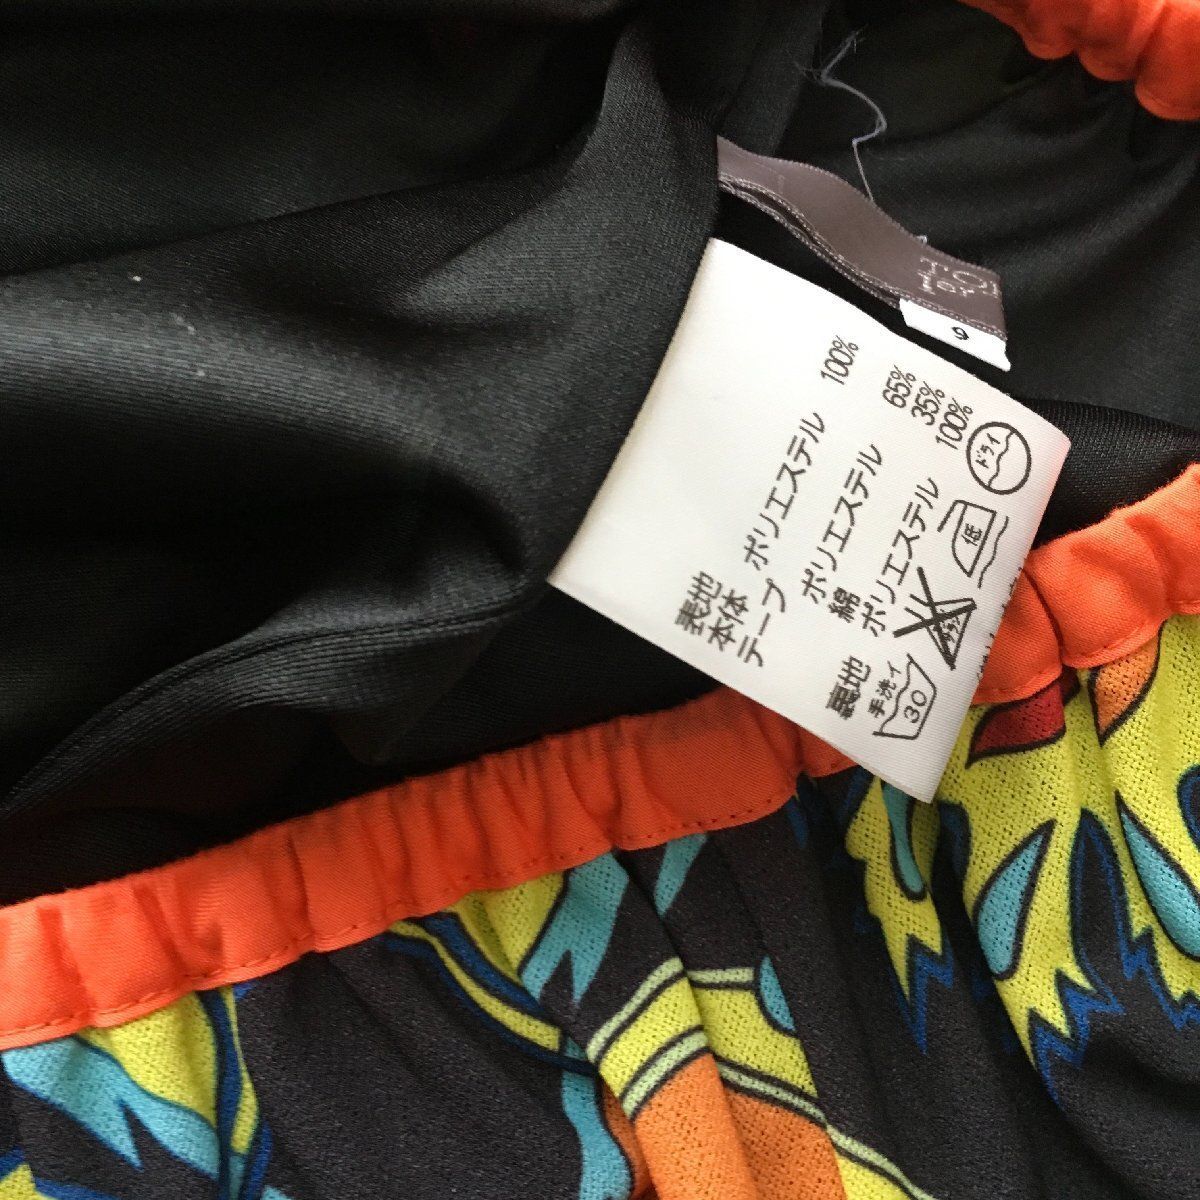 表地
本体 ポリエステル 100%
テープ ポリエステル 65%
綿 35%
裏地 ポリエステル 100%
手洗イ
30
低
ドライ
9